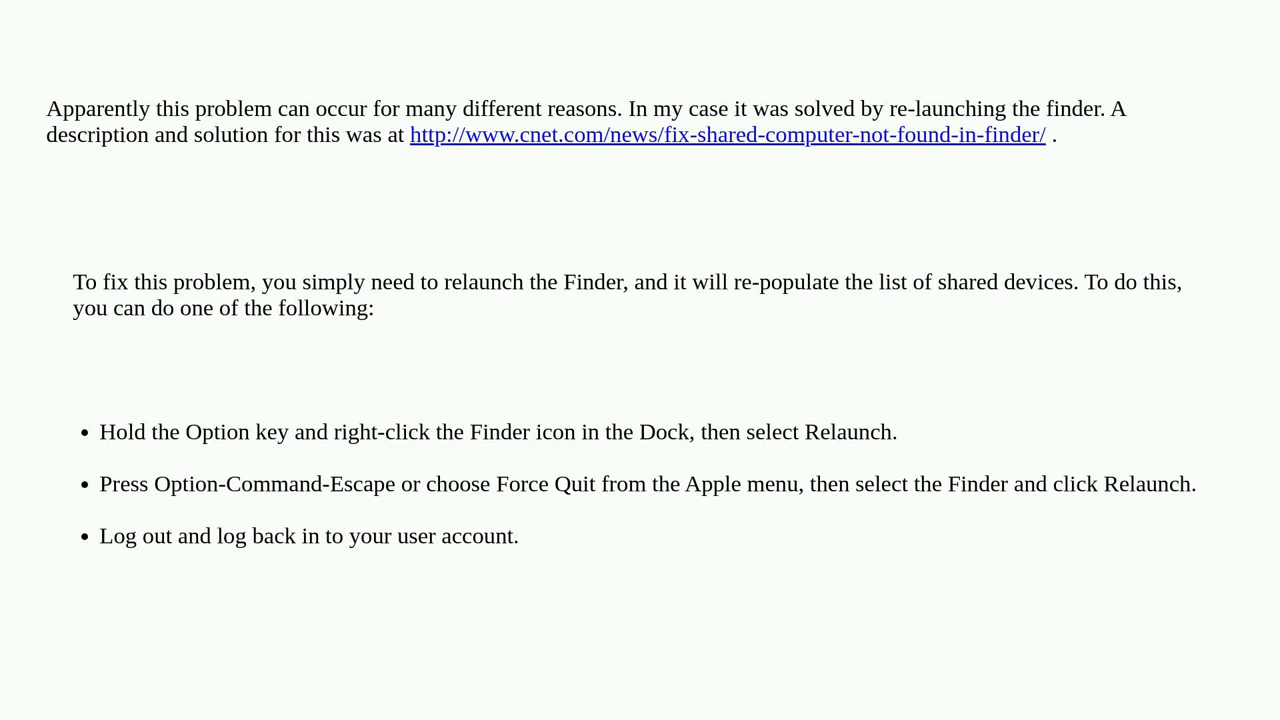 Apparently this problem can occur for many different reasons. In my case it was solved by re-launching the finder. A
description and solution for this was at http://www.cnet.com/news/fix-shared-computer-not-found-in-finder/ .
To fix this problem, you simply need to relaunch the Finder, and it will re-populate the list of shared devices. To do this,
you can do one of the following:
• Hold the Option key and right-click the Finder icon in the Dock, then select Relaunch.
• Press Option-Command-Escape or choose Force Quit from the Apple menu, then select the Finder and click Relaunch.
• Log out and log back in to your user account.